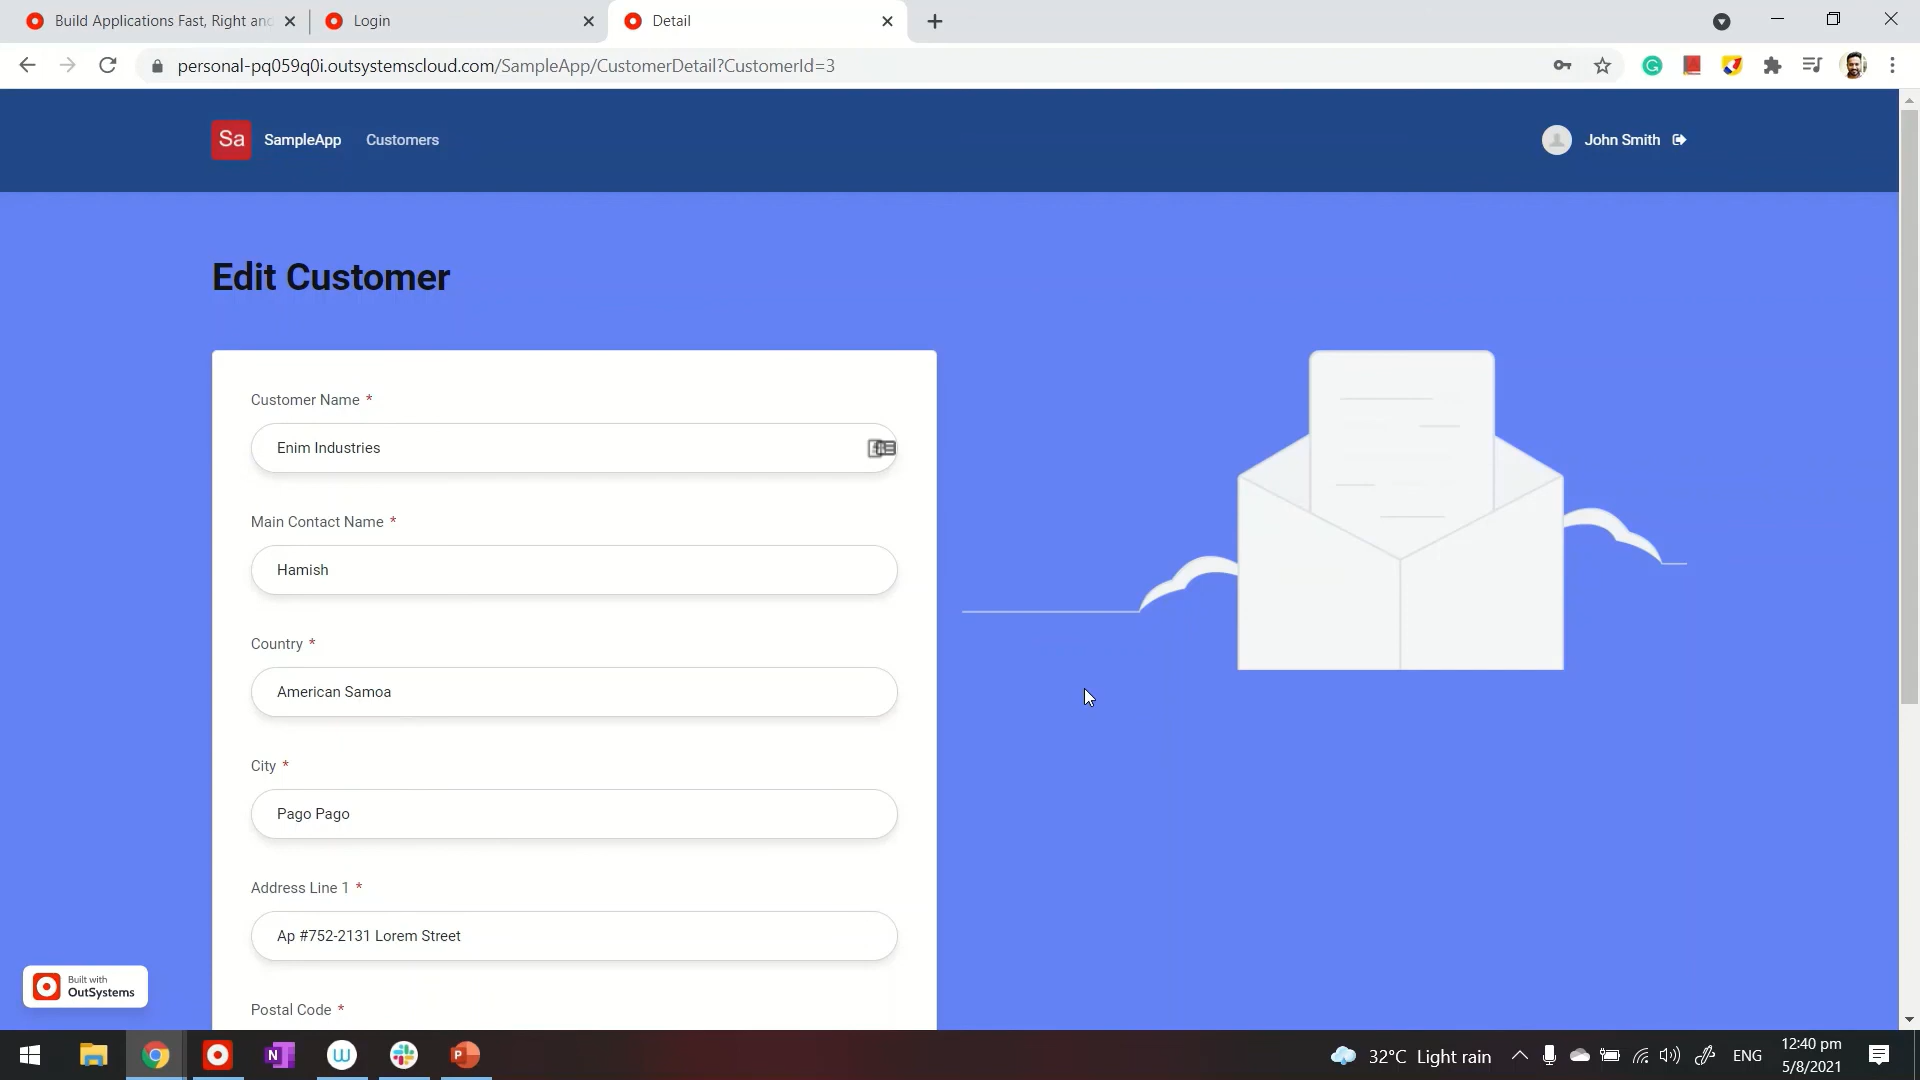 Build Applications Fast, Right and
Login
Detail
personal-pq059q0i.outsystemscloud.com/SampleApp/CustomerDetail?CustomerId=3
Sa
SampleApp
Customers
John Smith
Edit Customer
Customer Name *
Enim Industries
Main Contact Name *
Hamish
Country *
American Samoa
City *
Pago Pago
Address Line 1 *
Ap #752-2131 Lorem Street
Postal Code *
Built with
OutSystems
N
W
P
32°C Light rain
ENG
12:40 pm
5/8/2021